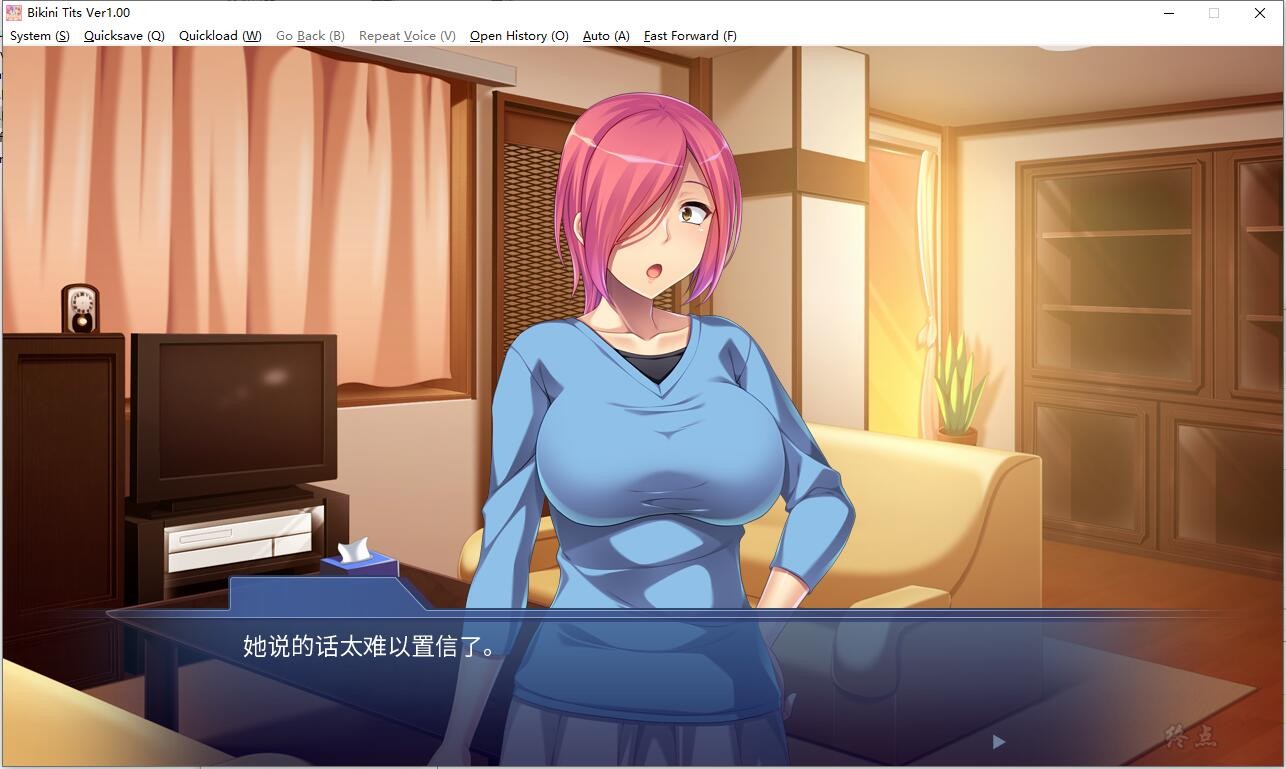 Bikini Tits Ver1.00
System (S) Quicksave (Q) Quickload (W) Go Back (B) Repeat Voice (V) Open History (O) Auto (A) Fast Forward (F)
她说的话太难以置信了。
终点